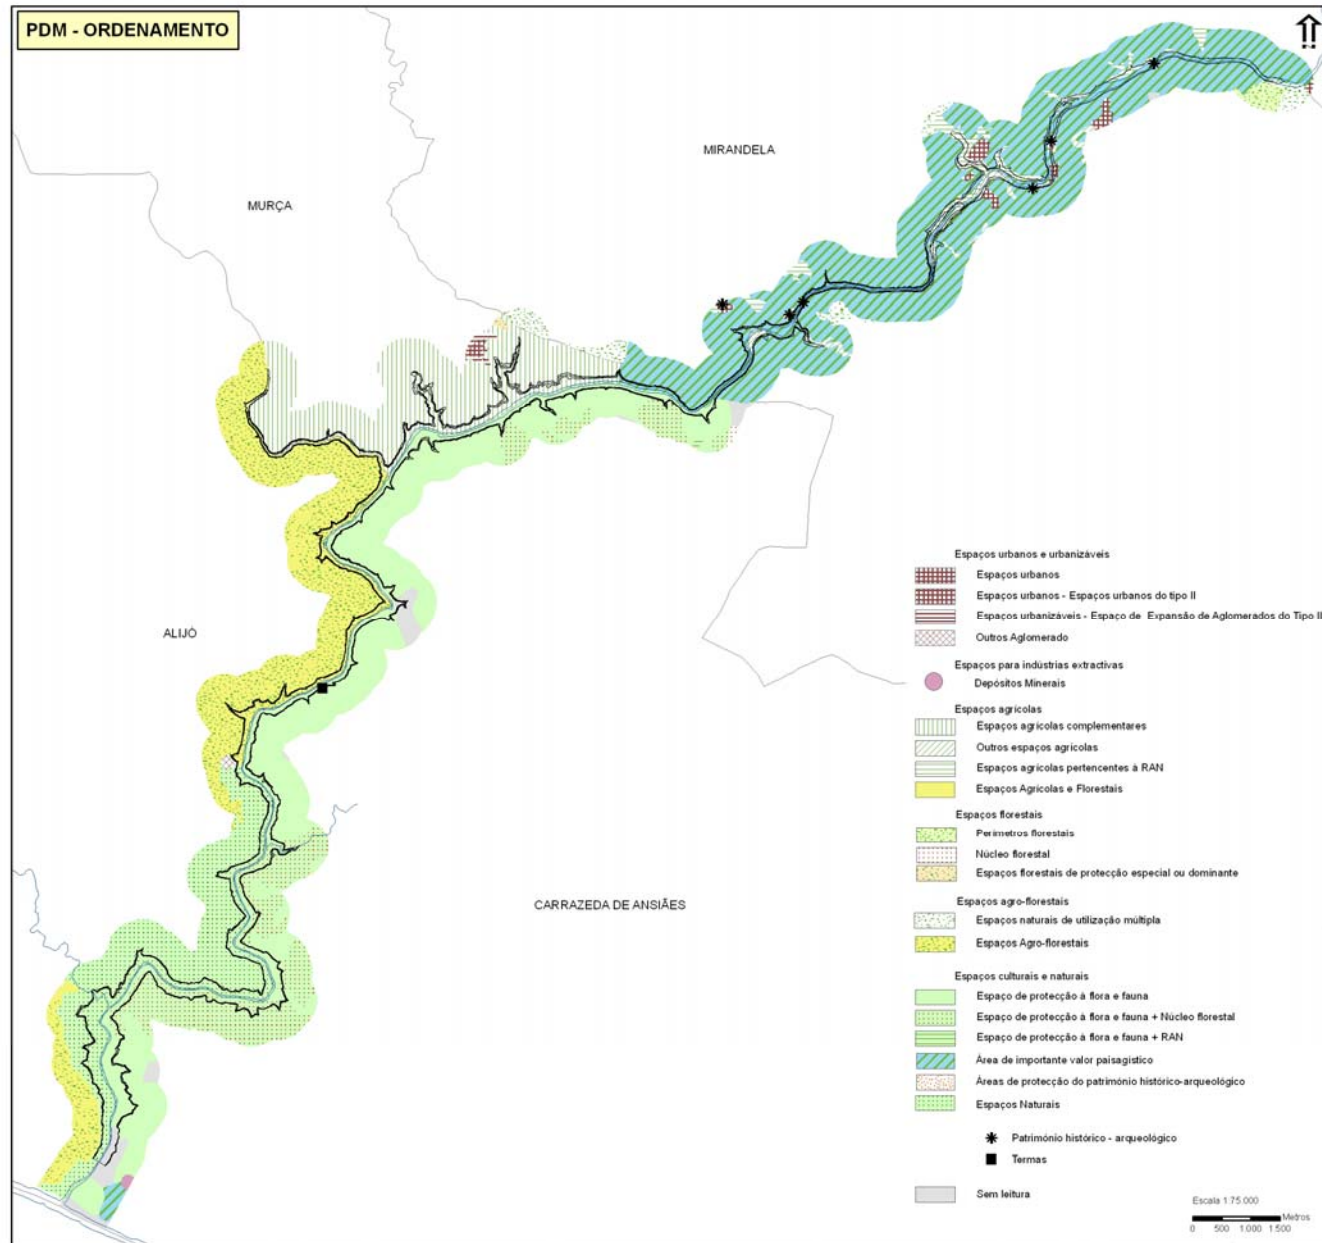 PDM - ORDENAMENTO
MIRANDELA
MURÇA
ALIJÓ
CARRAZEDA DE ANSIÃES
Espaços urbanos e urbanizáveis
Espaços urbanos
Espaços urbanos - Espaços urbanos do tipo II
Espaços urbanizáveis - Espaço de Expansão de Aglomerados do Tipo II
Outros Aglomerado
Espaços para indústrias extractivas
Depósitos Minerais
Espaços agrícolas
Espaços agrícolas complementares
Outros espaços agrícolas
Espaços agrícolas pertencentes à RAN
Espaços Agrícolas e Florestais
Espaços florestais
Perímetros florestais
Núcleo florestal
Espaços florestais de protecção especial ou dominante
Espaços agro-florestais
Espaços naturais de utilização múltipla
Espaços Agro-florestais
Espaços culturais e naturais
Espaço de protecção à flora e fauna
Espaço de protecção à flora e fauna + Núcleo florestal
Espaço de protecção à flora e fauna + RAN
Área de importante valor paisagístico
Áreas de protecção do património histórico-arqueológico
Espaços Naturais
Património histórico - arqueológico
Termas
Sem leitura
Escala 1:75.000
Metros
0 500 1 000 1 500